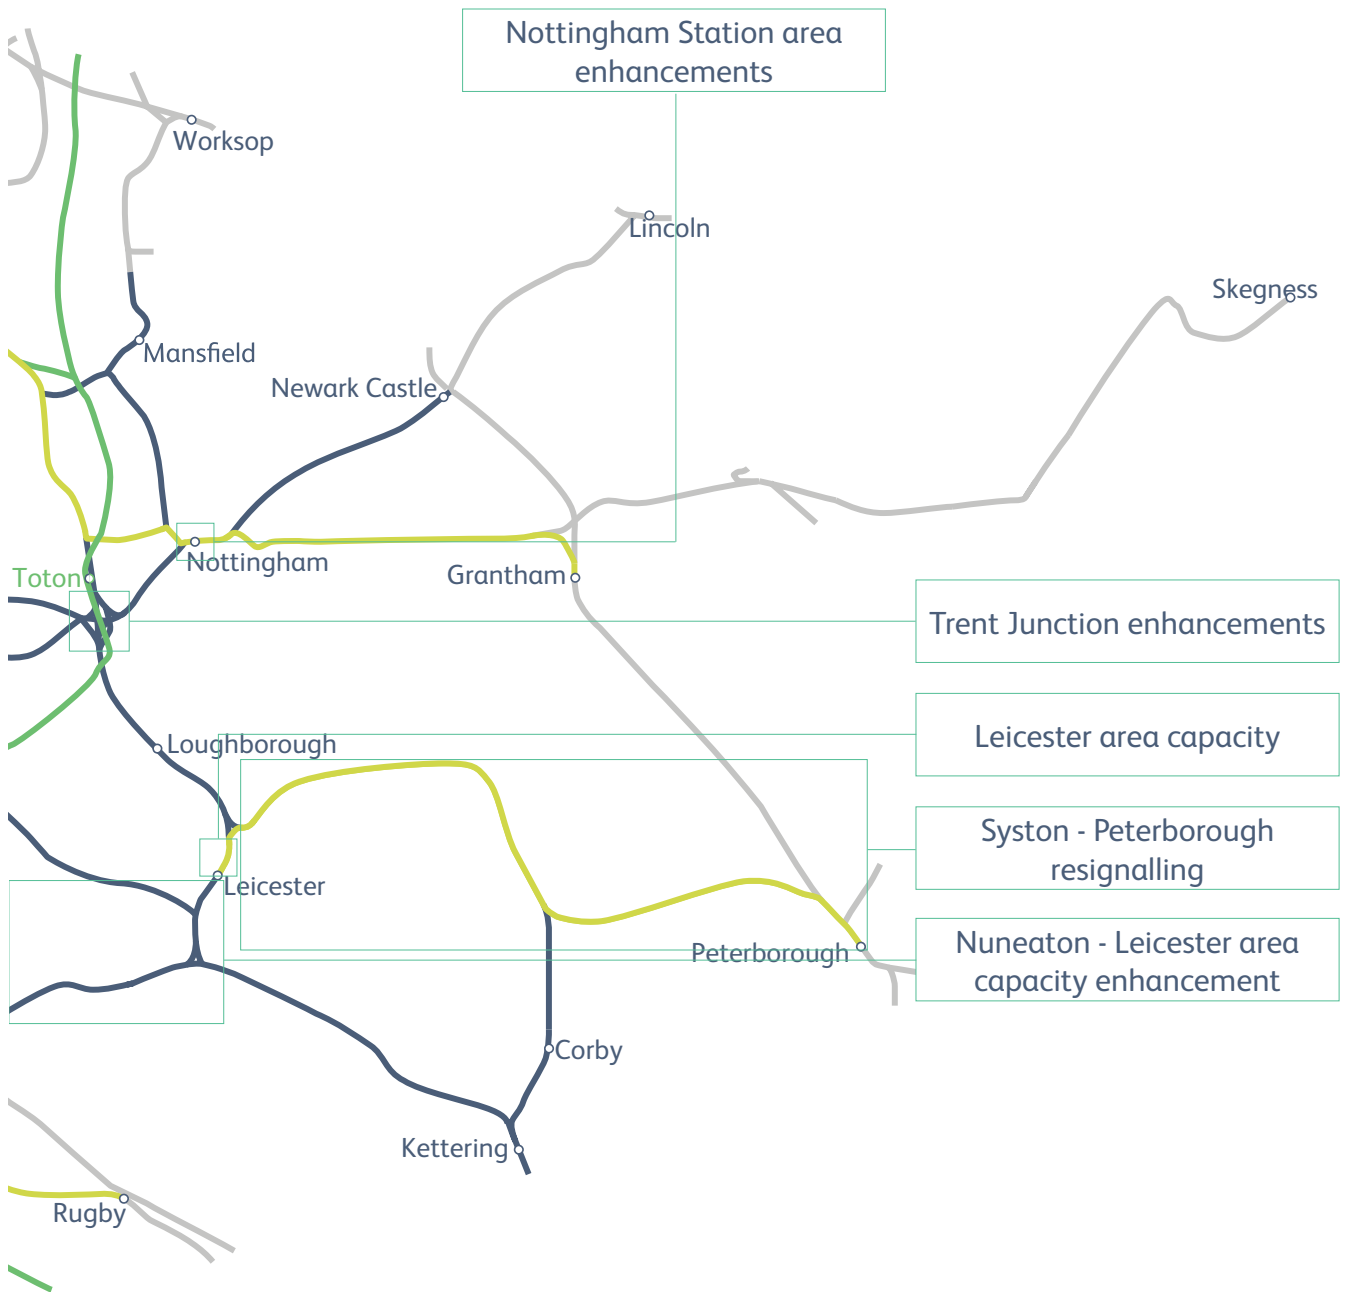 Nottingham Station area
enhancements
Worksop
Lincoln
Skegness
Mansfield
Newark Castle
Nottingham
Toton
Grantham
Trent Junction enhancements
Loughborough
Leicester area capacity
Syston - Peterborough
resignalling
Leicester
Peterborough
Nuneaton - Leicester area
capacity enhancement
Corby
Kettering
Rugby